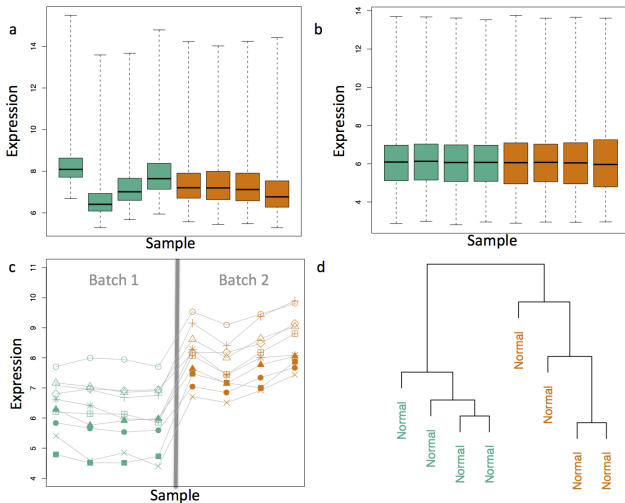 a
Expression
14
12
10
8
6
Sample
b
Expression
14
12
10
8
6
4
Sample
c
Expression
11
10
9
8
7
6
5
4
Batch 1
Batch 2
Sample
d
Normal
Normal
Normal
Normal
Normal
Normal
Normal
Normal